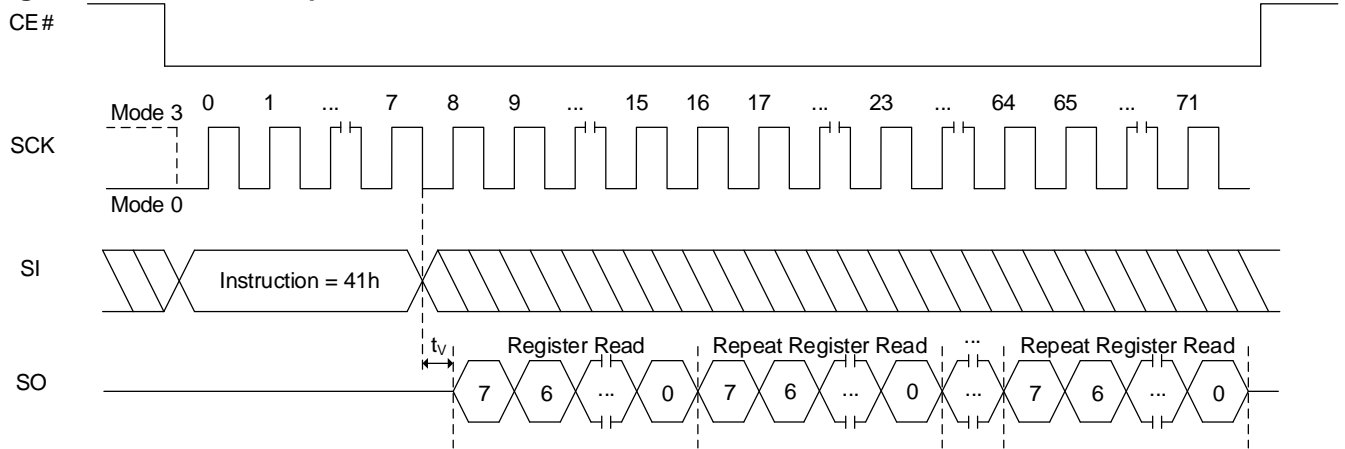 CE#
0 1 ... 7 8 9 ... 15 16 17 ... 23 ... 64 65 ... 71
Mode 3
SCK
Mode 0
SI
Instruction = 41h
tV Register Read Repeat Register Read ... Repeat Register Read
SO
7 6 ... 0 7 6 ... 0 ... 7 6 ... 0